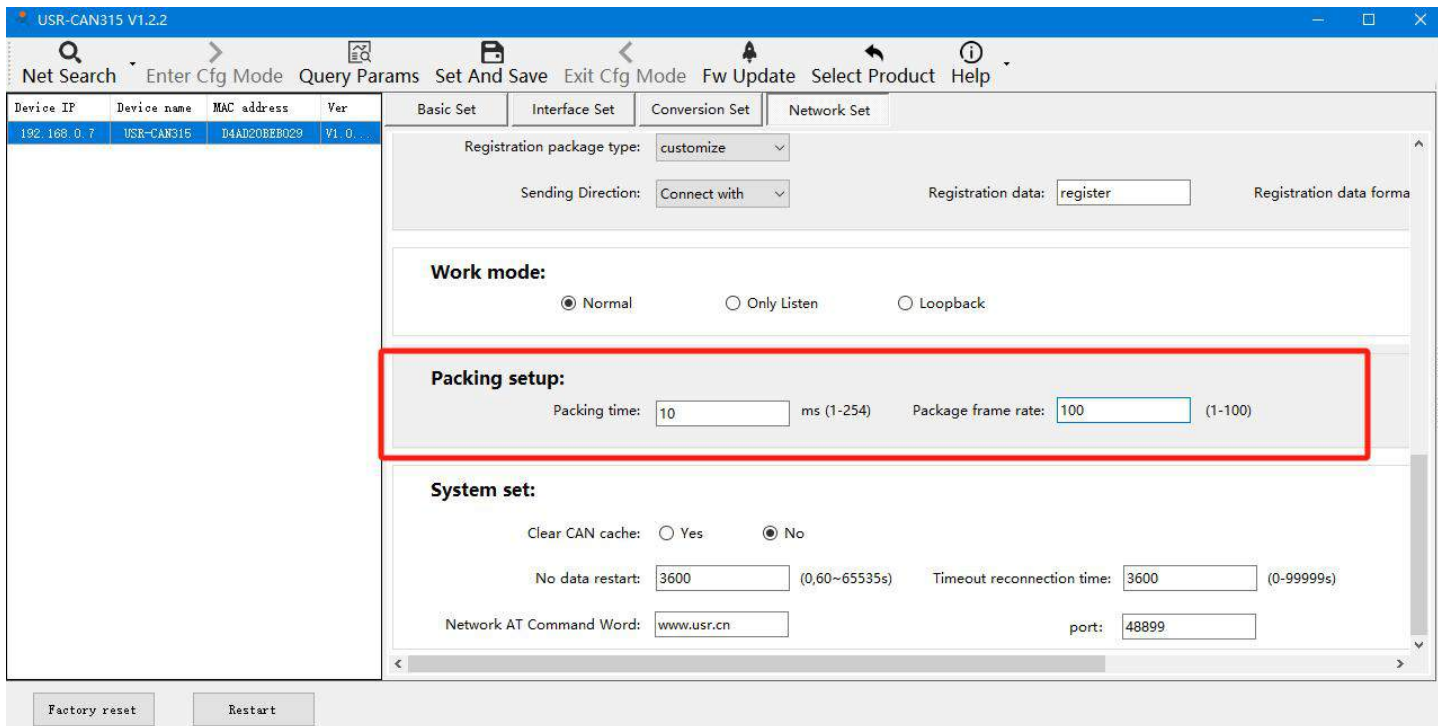 USR-CAN315 V1.2.2
Net Search Enter Cfg Mode Query Params Set And Save Exit Cfg Mode Fw Update Select Product Help
Device IP Device name MAC address Ver
192.168.0.7 USR-CAN315 D4AD20BEB029 V1.0...
Basic Set Interface Set Conversion Set Network Set
Registration package type: customize
Sending Direction: Connect with Registration data: register Registration data forma
Work mode:
Normal Only Listen Loopback
Packing setup:
Packing time: 10 ms (1-254) Package frame rate: 100 (1-100)
System set:
Clear CAN cache: Yes No
No data restart: 3600 (0,60~65535s) Timeout reconnection time: 3600 (0-99999s)
Network AT Command Word: www.usr.cn port: 48899
Factory reset Restart